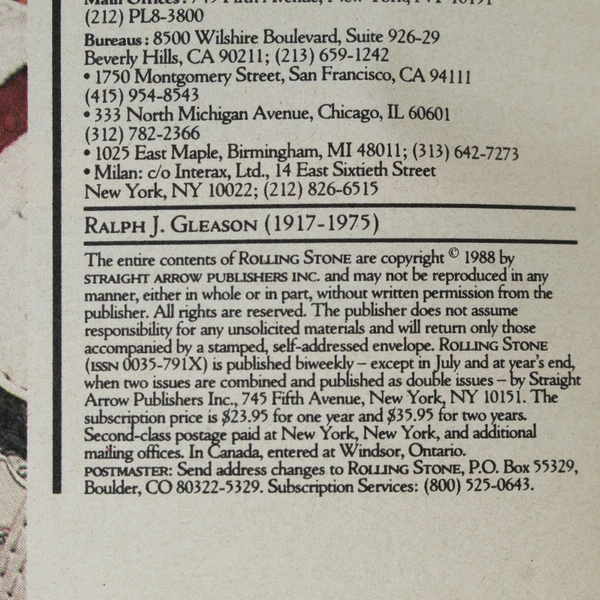 Main Offices: 745 Fifth Avenue, New York, NY 10151
(212) PL8-3800
Bureaus: 8500 Wilshire Boulevard, Suite 926-29
Beverly Hills, CA 90211; (213) 659-1242
• 1750 Montgomery Street, San Francisco, CA 94111
(415) 954-8543
• 333 North Michigan Avenue, Chicago, IL 60601
(312) 782-2366
• 1025 East Maple, Birmingham, MI 48011; (313) 642-7273
• Milan: c/o Interax, Ltd., 14 East Sixtieth Street
New York, NY 10022; (212) 826-6515
RALPH J. GLEASON (1917-1975)
The entire contents of ROLLING STONE are copyright © 1988 by
STRAIGHT ARROW PUBLISHERS INC. and may not be reproduced in any
manner, either in whole or in part, without written permission from the
publisher. All rights are reserved. The publisher does not assume
responsibility for any unsolicited materials and will return only those
accompanied by a stamped, self-addressed envelope. ROLLING STONE
(ISSN 0035-791X) is published biweekly – except in July and at year's end,
when two issues are combined and published as double issues – by Straight
Arrow Publishers Inc., 745 Fifth Avenue, New York, NY 10151. The
subscription price is $23.95 for one year and $35.95 for two years.
Second-class postage paid at New York, New York, and additional
mailing offices. In Canada, entered at Windsor, Ontario.
POSTMASTER: Send address changes to ROLLING STONE, P.O. Box 55329,
Boulder, CO 80322-5329. Subscription Services: (800) 525-0643.